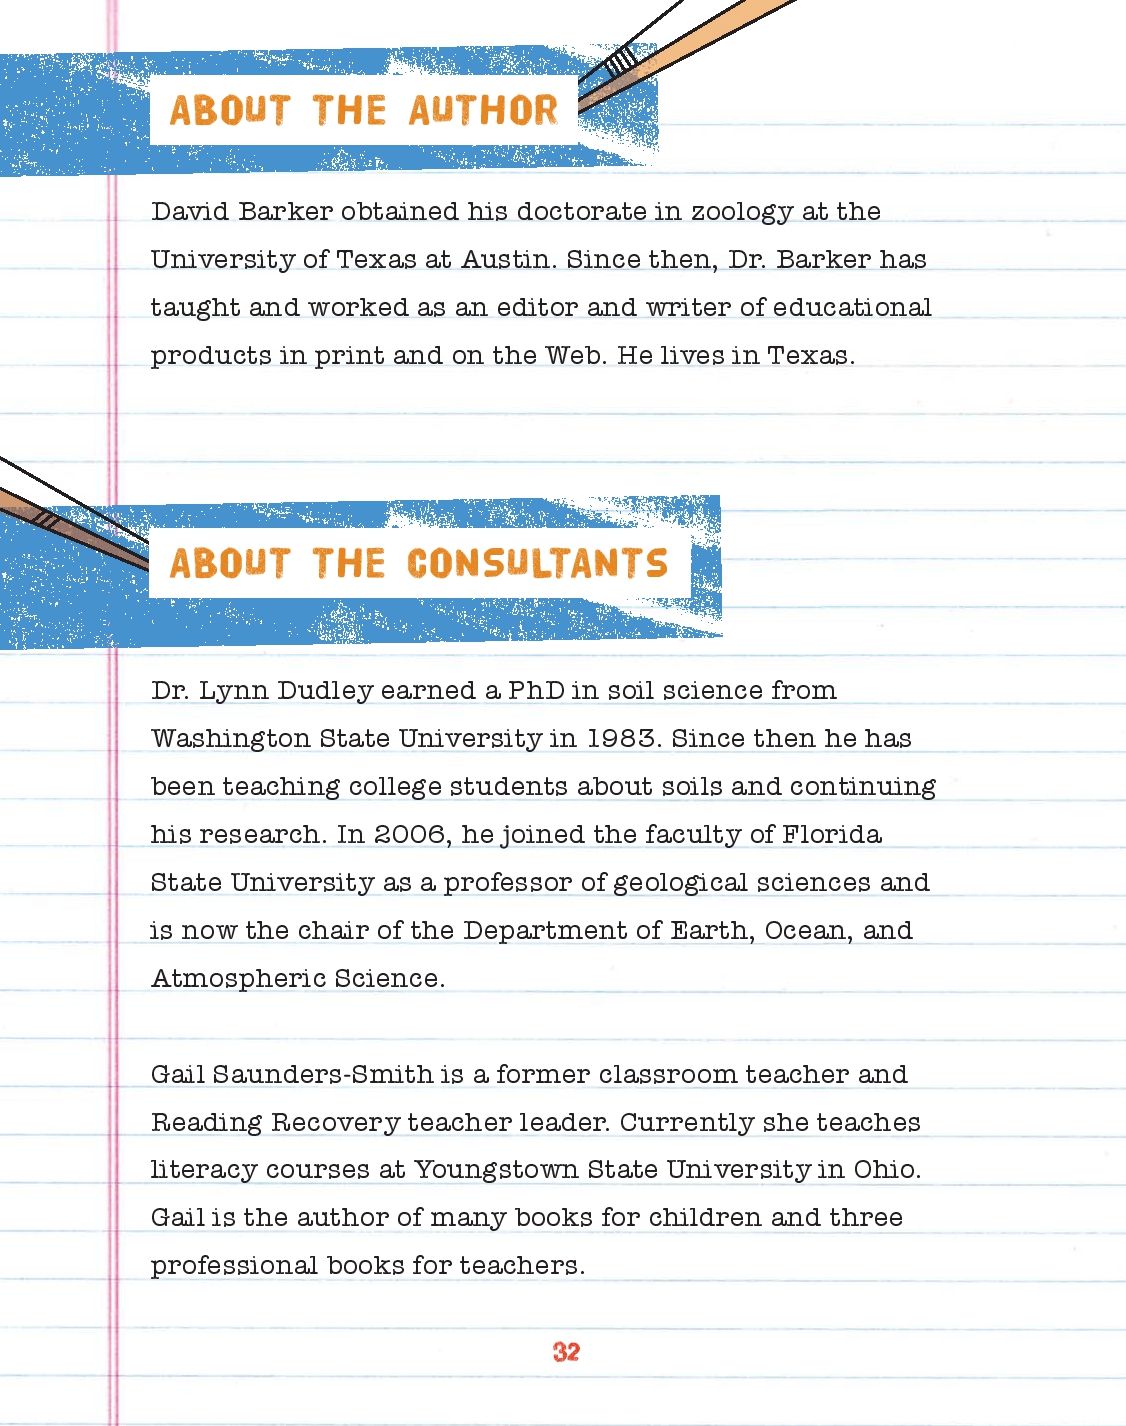 ABOUT THE AUTHOR
David Barker obtained his doctorate in zoology at the
University of Texas at Austin. Since then, Dr. Barker has
taught and worked as an editor and writer of educational
products in print and on the Web. He lives in Texas.
ABOUT THE CONSULTANTS
Dr. Lynn Dudley earned a PhD in soil science from
Washington State University in 1983. Since then he has
been teaching college students about soils and continuing
his research. In 2006, he joined the faculty of Florida
State University as a professor of geological sciences and
is now the chair of the Department of Earth, Ocean, and
Atmospheric Science.
Gail Saunders-Smith is a former classroom teacher and
Reading Recovery teacher leader. Currently she teaches
literacy courses at Youngstown State University in Ohio.
Gail is the author of many books for children and three
professional books for teachers.
32